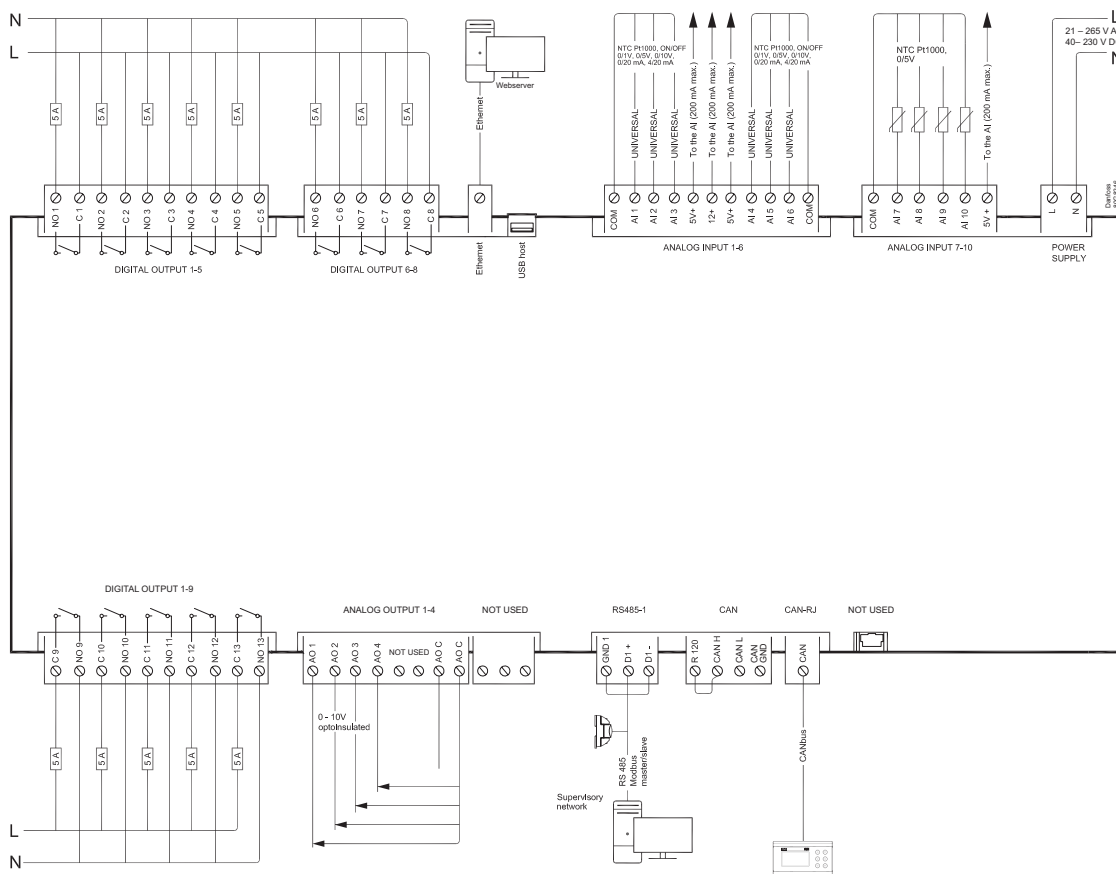 N
L
5 A
5 A
5 A
5 A
5 A
5 A
5 A
5 A
Webserver
Ethernet
NTC Pt1000, ON/OFF
0/1V, 0/5V, 0/10V,
0/20 mA, 4/20 mA
UNIVERSAL
UNIVERSAL
UNIVERSAL
To the AI (200 mA max.)
To the AI (200 mA max.)
To the AI (200 mA max.)
NTC Pt1000, ON/OFF
0/1V, 0/5V, 0/10V,
0/20 mA, 4/20 mA
UNIVERSAL
UNIVERSAL
UNIVERSAL
NTC Pt1000,
0/5V
To the AI (200 mA max.)
L
21 – 265 V A
40– 230 V D
N
NO 1
C 1
NO 2
C 2
NO 3
C 3
NO 4
C 4
NO 5
C 5
NO 6
C 6
NO 7
C 7
NO 8
C 8
COM
AI 1
AI 2
AI 3
5V+
12+
5V+
AI 4
AI 5
AI 6
COM
COM
AI 7
AI 8
AI 9
AI 10
5V +
L
N
Danfoss
DIGITAL OUTPUT 1-5
DIGITAL OUTPUT 6-8
Ethernet
USB host
ANALOG INPUT 1-6
ANALOG INPUT 7-10
POWER
SUPPLY
DIGITAL OUTPUT 1-9
ANALOG OUTPUT 1-4
NOT USED
RS485-1
CAN
CAN-RJ
NOT USED
C 9
NO 9
C 10
NO 10
C 11
NO 11
C 12
NO 12
C 13
NO 13
AO 1
AO 2
AO 3
AO 4
NOT USED
AO C
AO C
GND 1
D1 +
D1 -
R 120
CAN H
CAN L
CAN
GND
CAN
0 - 10V
optoinsulated
5 A
5 A
5 A
5 A
5 A
RS 485
Modbus
master/slave
CANbus
Supervisory
network
L
N